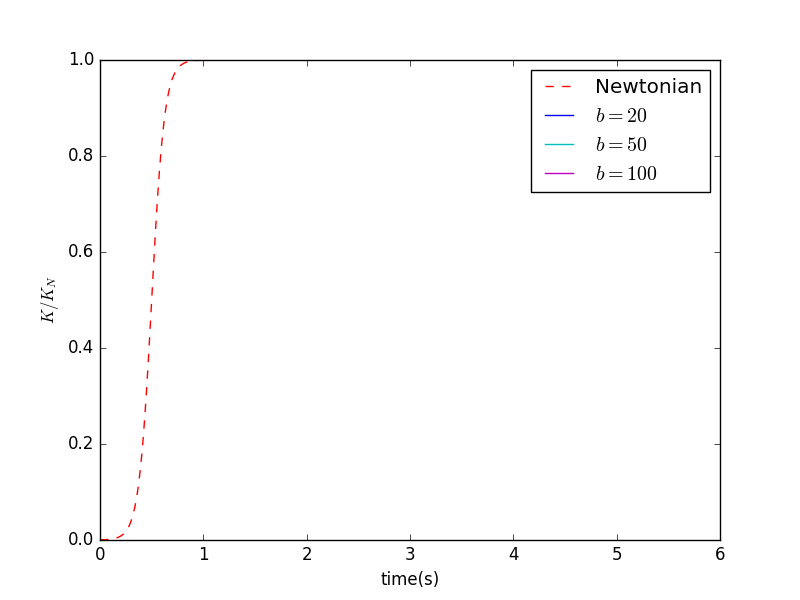 1.0
0.8
0.6
0.4
0.2
0.0
K/K_N
0 1 2 3 4 5 6
time(s)
Newtonian
b = 20
b = 50
b = 100